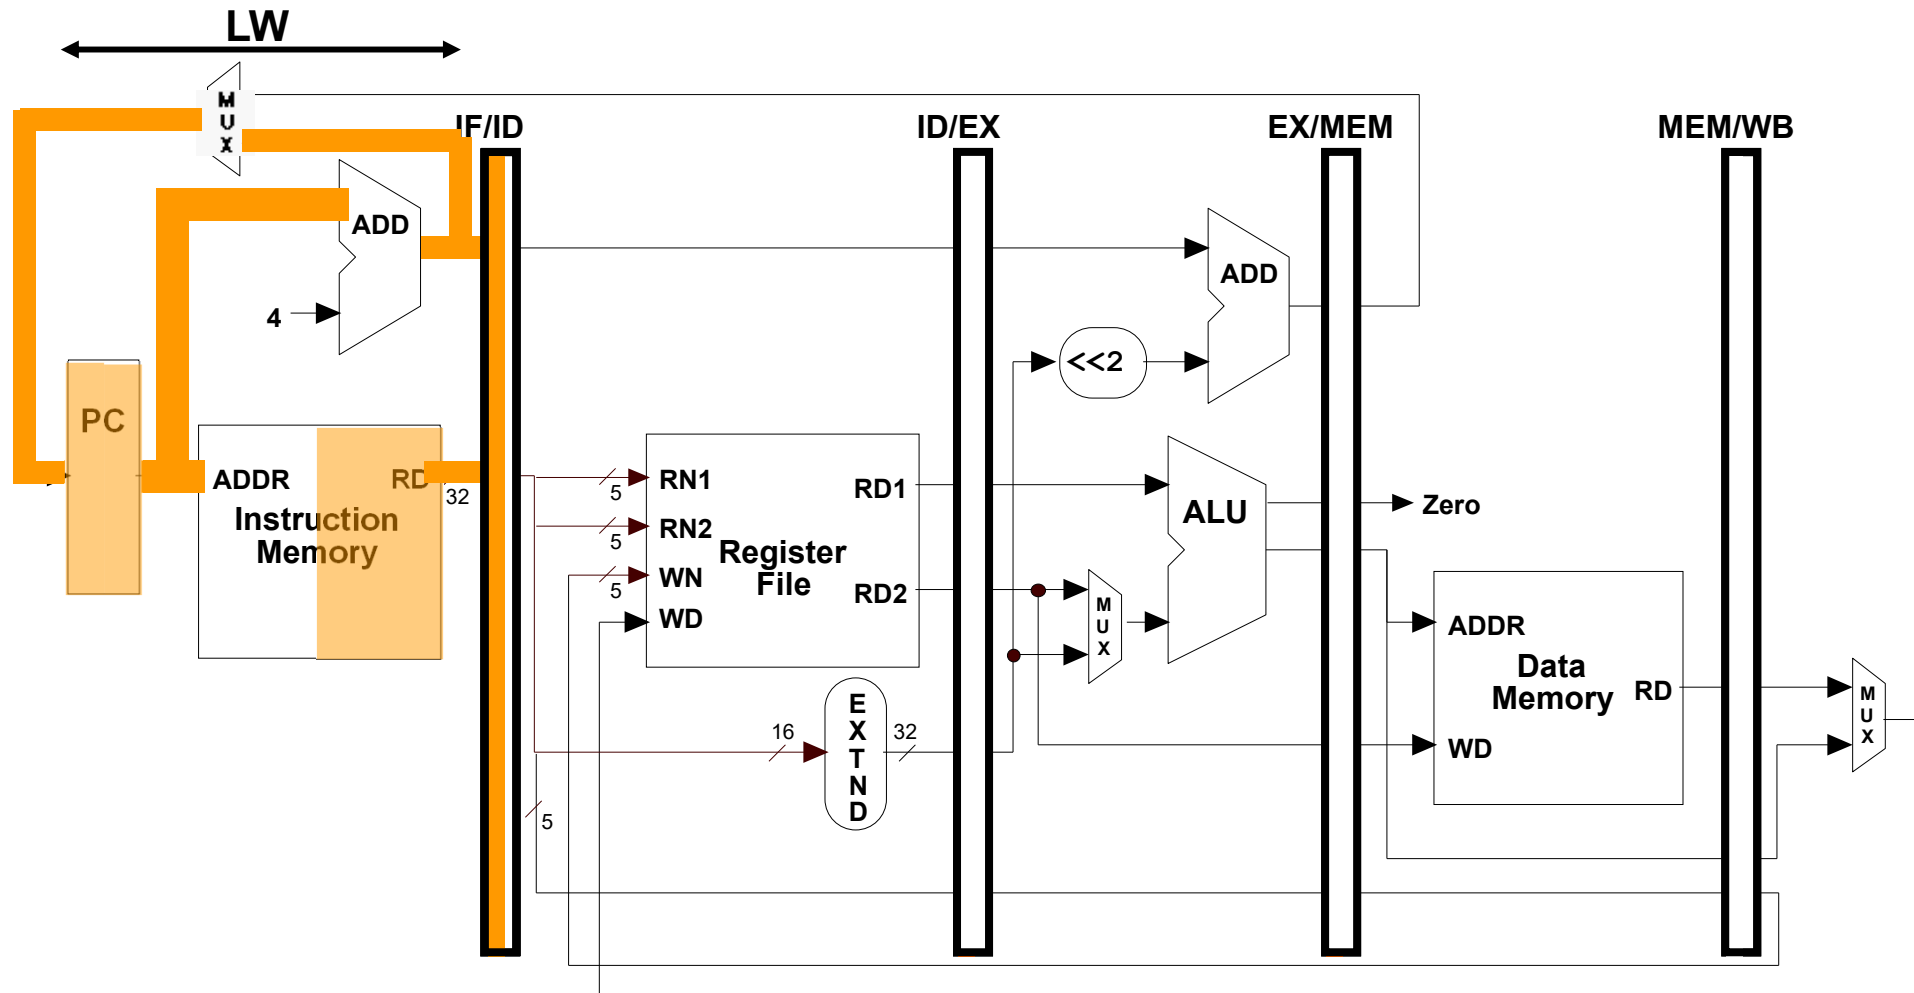 LW
M
U
X
IF/ID
ID/EX
EX/MEM
MEM/WB
ADD
ADD
4
<<2
PC
ADDR
RD
32
Instruction
Memory
5
RN1
5
RN2
5
WN
WD
Register
File
RD1
RD2
ALU
Zero
M
U
X
ADDR
Data
Memory
RD
WD
M
U
X
16
E
X
T
N
D
32
5